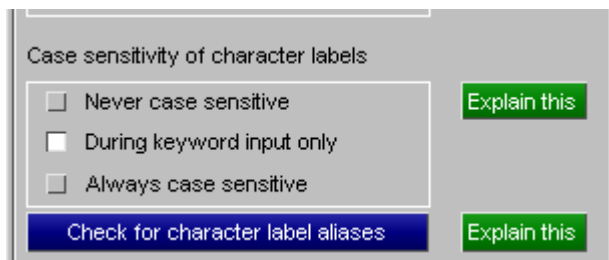 Case sensitivity of character labels
Never case sensitive
Explain this
During keyword input only
Always case sensitive
Check for character label aliases
Explain this